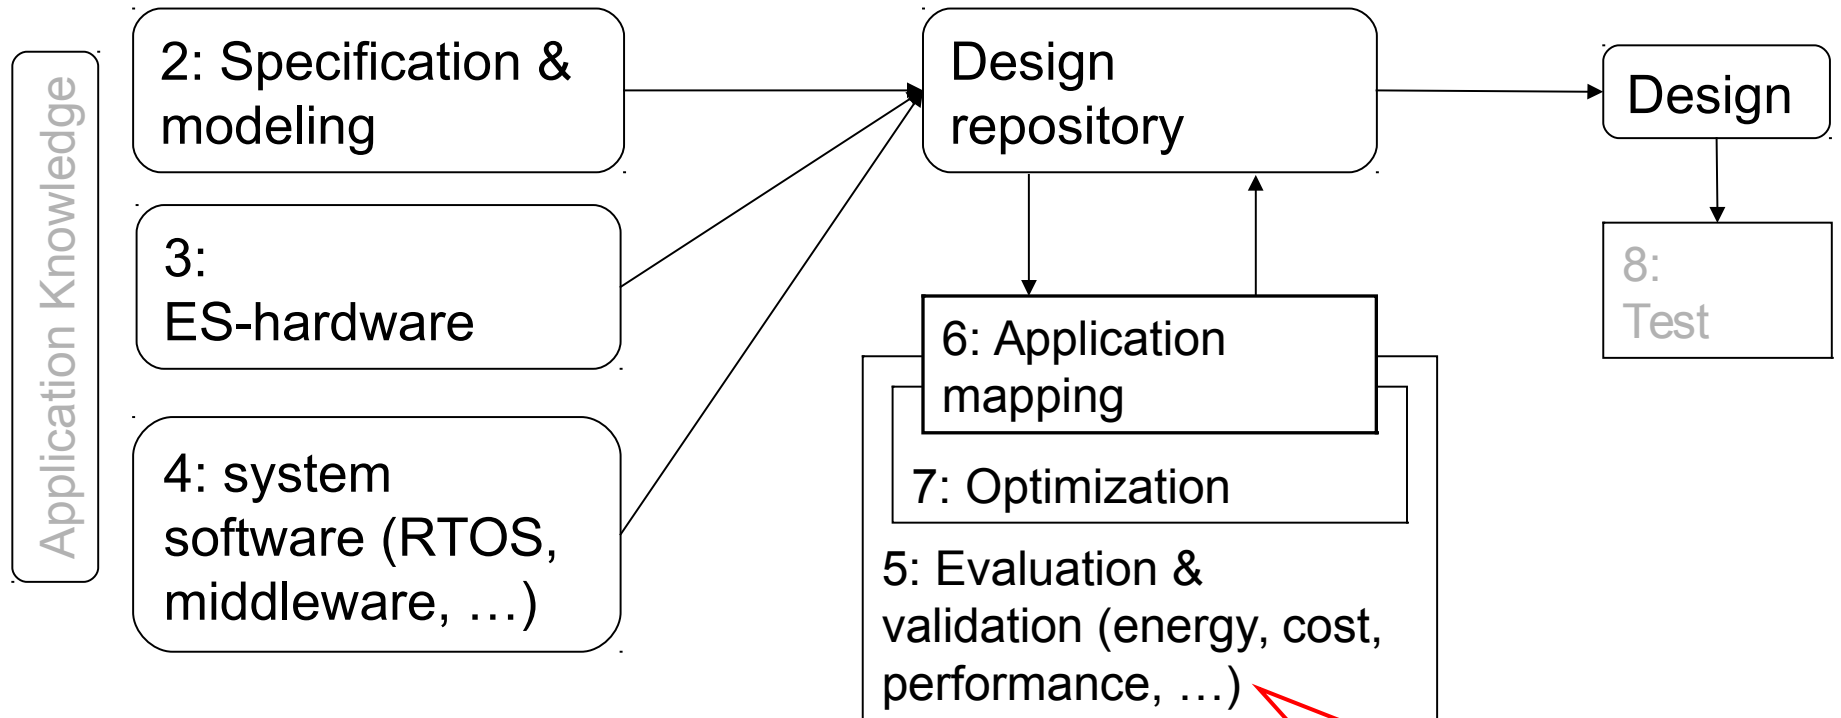 Application Knowledge
2: Specification &
modeling
3:
ES-hardware
4: system
software (RTOS,
middleware, …)
Design
repository
6: Application
mapping
7: Optimization
5: Evaluation &
validation (energy, cost,
performance, …)
Design
8:
Test